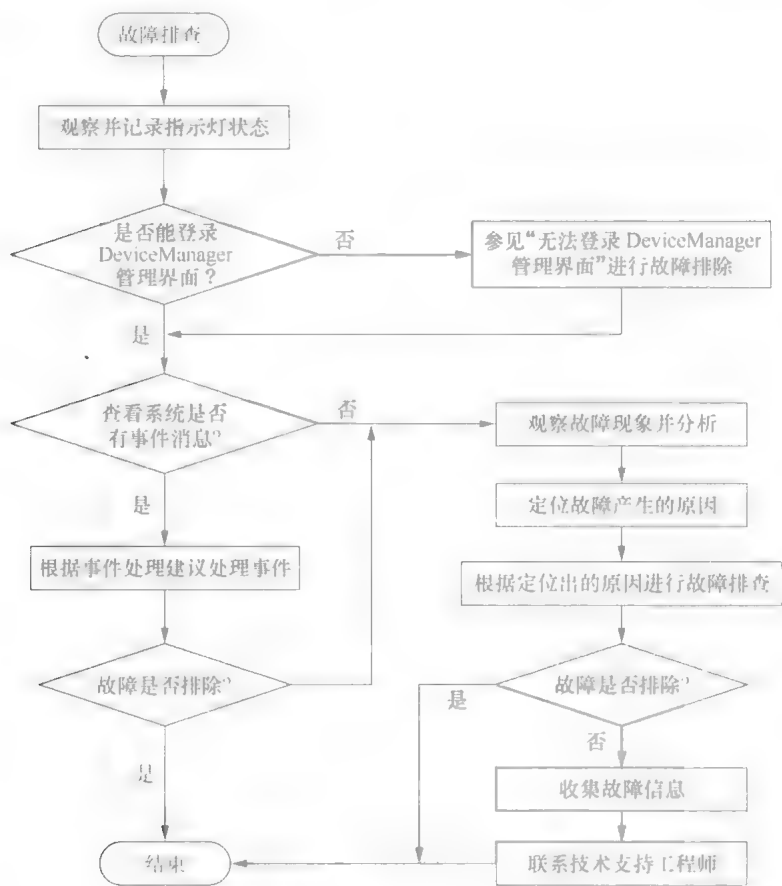 故障排查
观察并记录指示灯状态
是否能登录
DeviceManager
管理界面?
否
参见“无法登录 DeviceManager
管理界面”进行故障排除
是
查看系统是否
有事件消息?
否
观察故障现象并分析
是
定位故障产生的原因
根据事件处理建议处理事件
根据定位出的原因进行故障排查
故障是否排除?
故障是否排除?
是
否
是
收集故障信息
结束
联系技术支持工程师